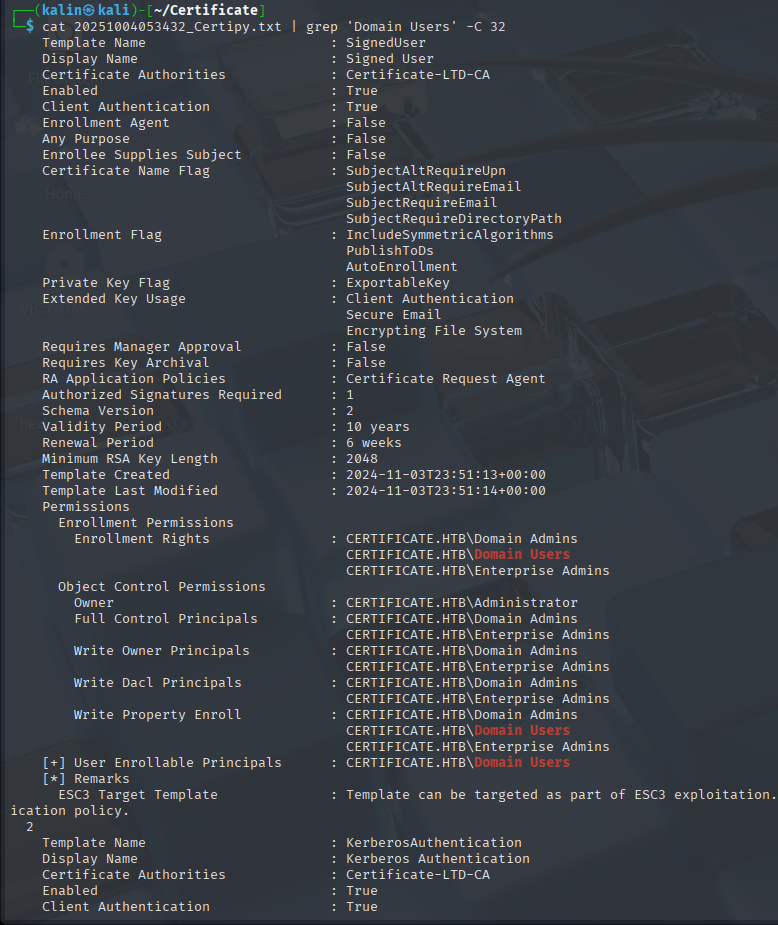 ┌──(kalin㉿kali)-[~/Certificate]
└─$ cat 20251004053432_Certipy.txt | grep 'Domain Users' -C 32
    Template Name                       : SignedUser
    Display Name                        : Signed User
    Certificate Authorities             : Certificate-LTD-CA
    Enabled                             : True
    Client Authentication               : True
    Enrollment Agent                    : False
    Any Purpose                         : False
    Enrollee Supplies Subject           : False
    Certificate Name Flag               : SubjectAltRequireUpn
                                          SubjectAltRequireEmail
                                          SubjectRequireEmail
                                          SubjectRequireDirectoryPath
    Enrollment Flag                     : IncludeSymmetricAlgorithms
                                          PublishToDs
                                          AutoEnrollment
    Private Key Flag                    : ExportableKey
    Extended Key Usage                  : Client Authentication
                                          Secure Email
                                          Encrypting File System
    Requires Manager Approval           : False
    Requires Key Archival               : False
    RA Application Policies             : Certificate Request Agent
    Authorized Signatures Required      : 1
    Schema Version                      : 2
    Validity Period                     : 10 years
    Renewal Period                      : 6 weeks
    Minimum RSA Key Length              : 2048
    Template Created                    : 2024-11-03T23:51:13+00:00
    Template Last Modified              : 2024-11-03T23:51:14+00:00
    Permissions
      Enrollment Permissions
        Enrollment Rights               : CERTIFICATE.HTB\Domain Admins
                                          CERTIFICATE.HTB\Domain Users
                                          CERTIFICATE.HTB\Enterprise Admins
      Object Control Permissions
        Owner                           : CERTIFICATE.HTB\Administrator
        Full Control Principals         : CERTIFICATE.HTB\Domain Admins
                                          CERTIFICATE.HTB\Enterprise Admins
        Write Owner Principals          : CERTIFICATE.HTB\Domain Admins
                                          CERTIFICATE.HTB\Enterprise Admins
        Write Dacl Principals           : CERTIFICATE.HTB\Domain Admins
                                          CERTIFICATE.HTB\Enterprise Admins
        Write Property Enroll           : CERTIFICATE.HTB\Domain Admins
                                          CERTIFICATE.HTB\Domain Users
                                          CERTIFICATE.HTB\Enterprise Admins
    [+] User Enrollable Principals      : CERTIFICATE.HTB\Domain Users
    [*] Remarks
      ESC3 Target Template              : Template can be targeted as part of ESC3 exploitation.
ication policy.
  2
    Template Name                       : KerberosAuthentication
    Display Name                        : Kerberos Authentication
    Certificate Authorities             : Certificate-LTD-CA
    Enabled                             : True
    Client Authentication               : True